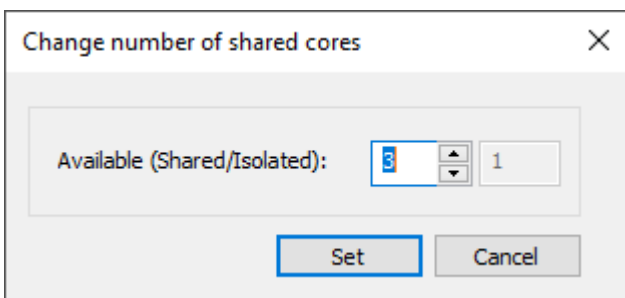 Change number of shared cores
Available (Shared/Isolated): 3 1
Set Cancel